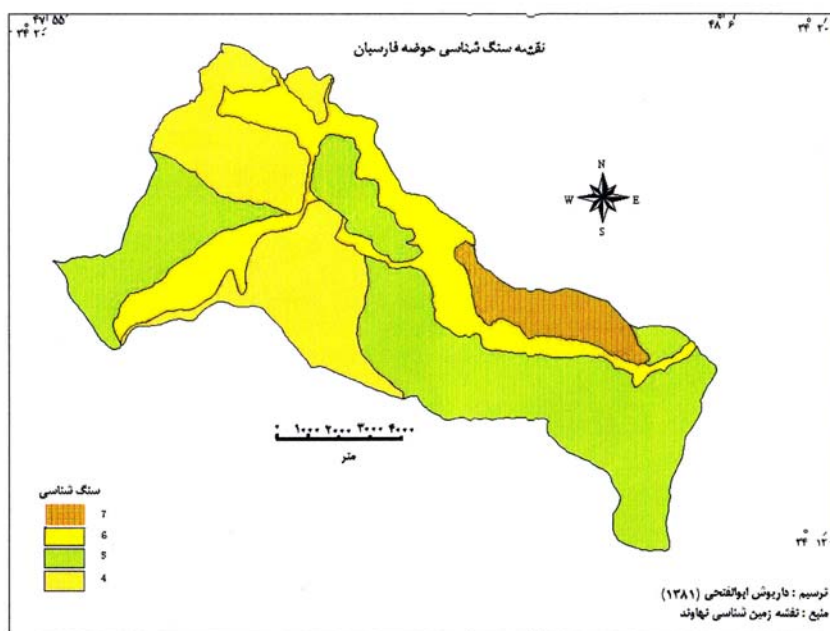 ۴۷° ۵۵′
۴۸° ۶′
۳۴° ۲۰′
۳۴° ۲۰′
نقشه سنگ شناسی حوضه فارسبان
N
W E
S
۰ ۱۰۰۰ ۲۰۰۰ ۳۰۰۰ ۴۰۰۰
متر
سنگ شناسی
7
6
5
4
۳۴° ۱۲′
ترسیم : داریوش ابوالفتحی (۱۳۸۱)
منبع : نقشه زمین شناسی نهاوند